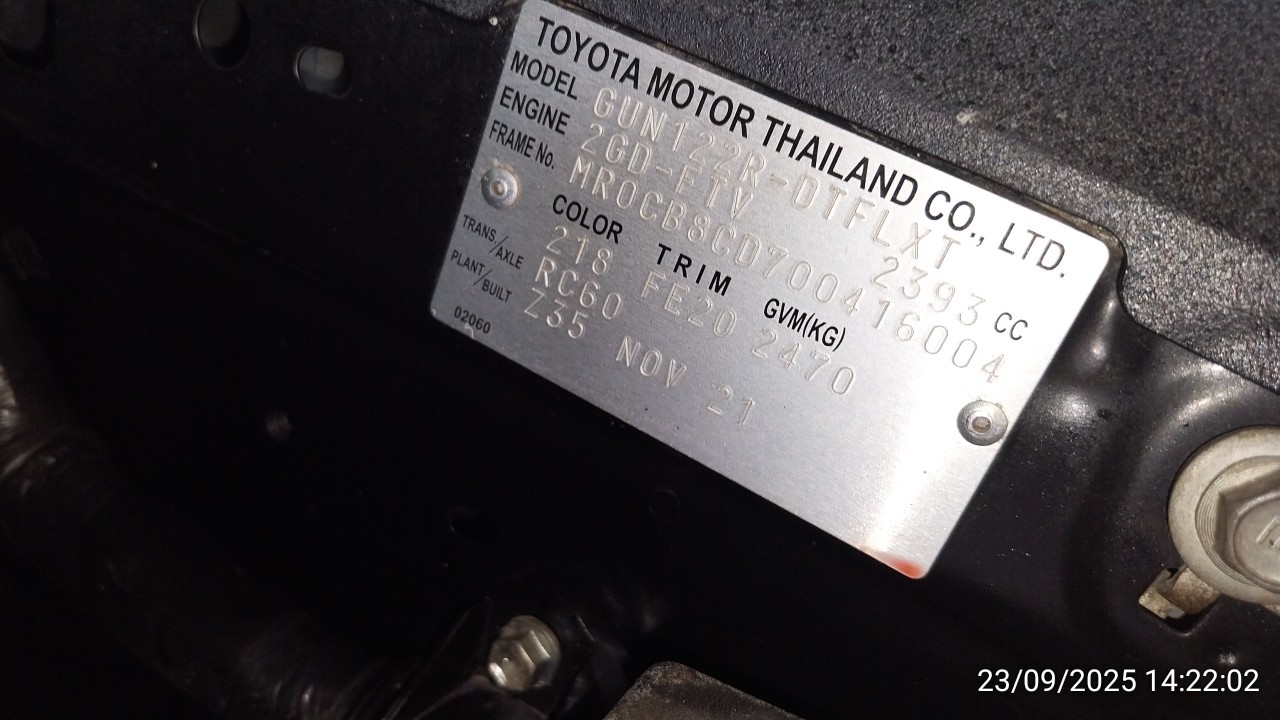 TOYOTA MOTOR THAILAND CO., LTD.
MODEL GUN122R-DTFLXT
ENGINE 2GD-FTV 2393 CC
FRAME No. MR0CB8CD700416004
COLOR TRIM GVM(KG)
218 FE20 2470
TRANS/AXLE RC60
PLANT/BUILT Z35 NOV 21
02060
23/09/2025 14:22:02